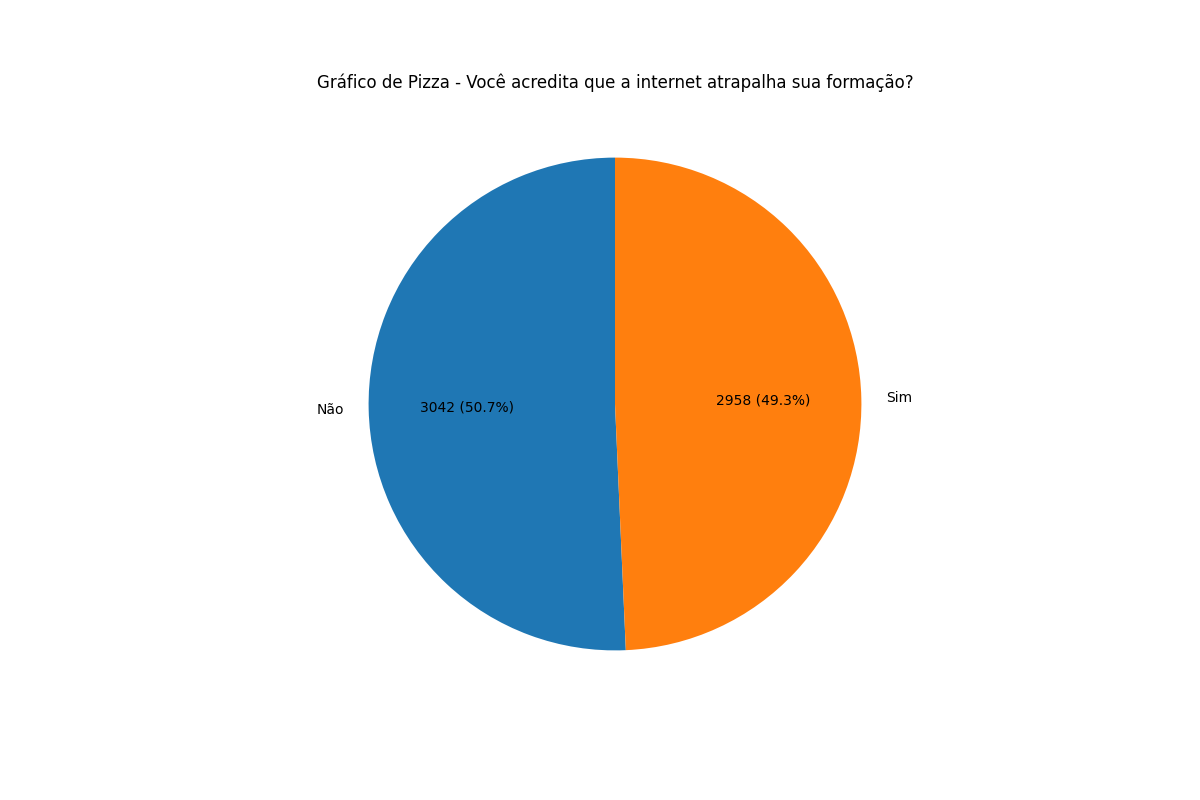 Gráfico de Pizza - Você acredita que a internet atrapalha sua formação?
Não
3042 (50.7%)
2958 (49.3%)
Sim